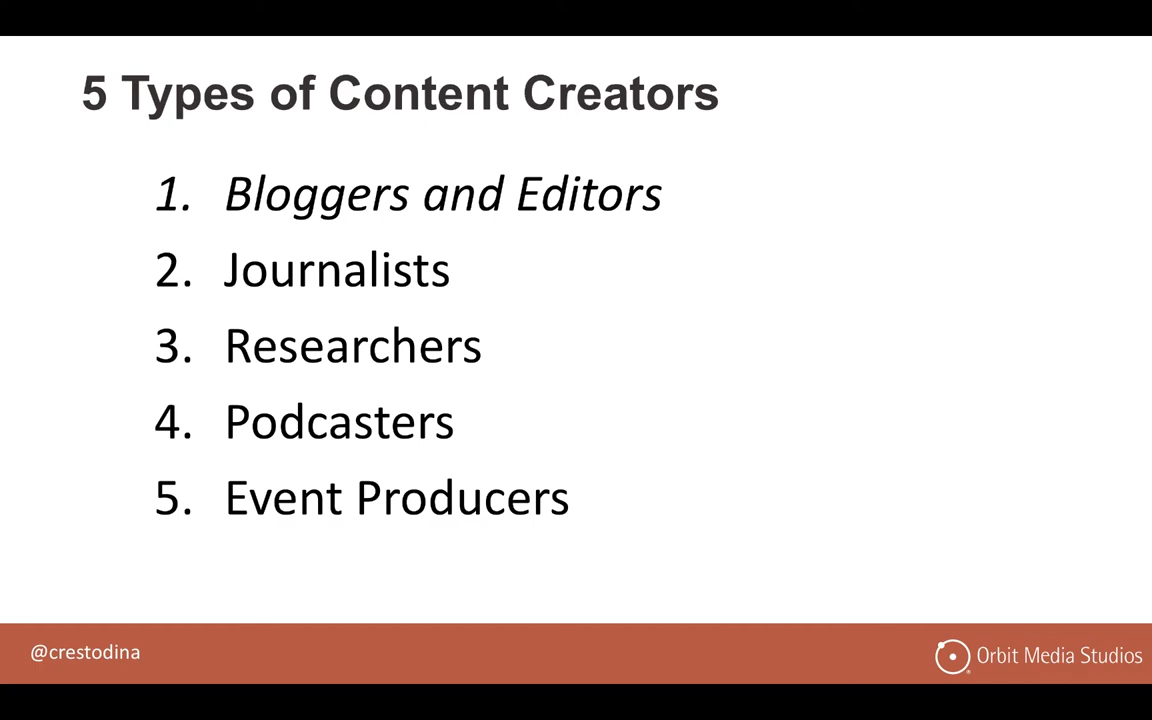 5 Types of Content Creators
1. Bloggers and Editors
2. Journalists
3. Researchers
4. Podcasters
5. Event Producers
@crestodina
Orbit Media Studios